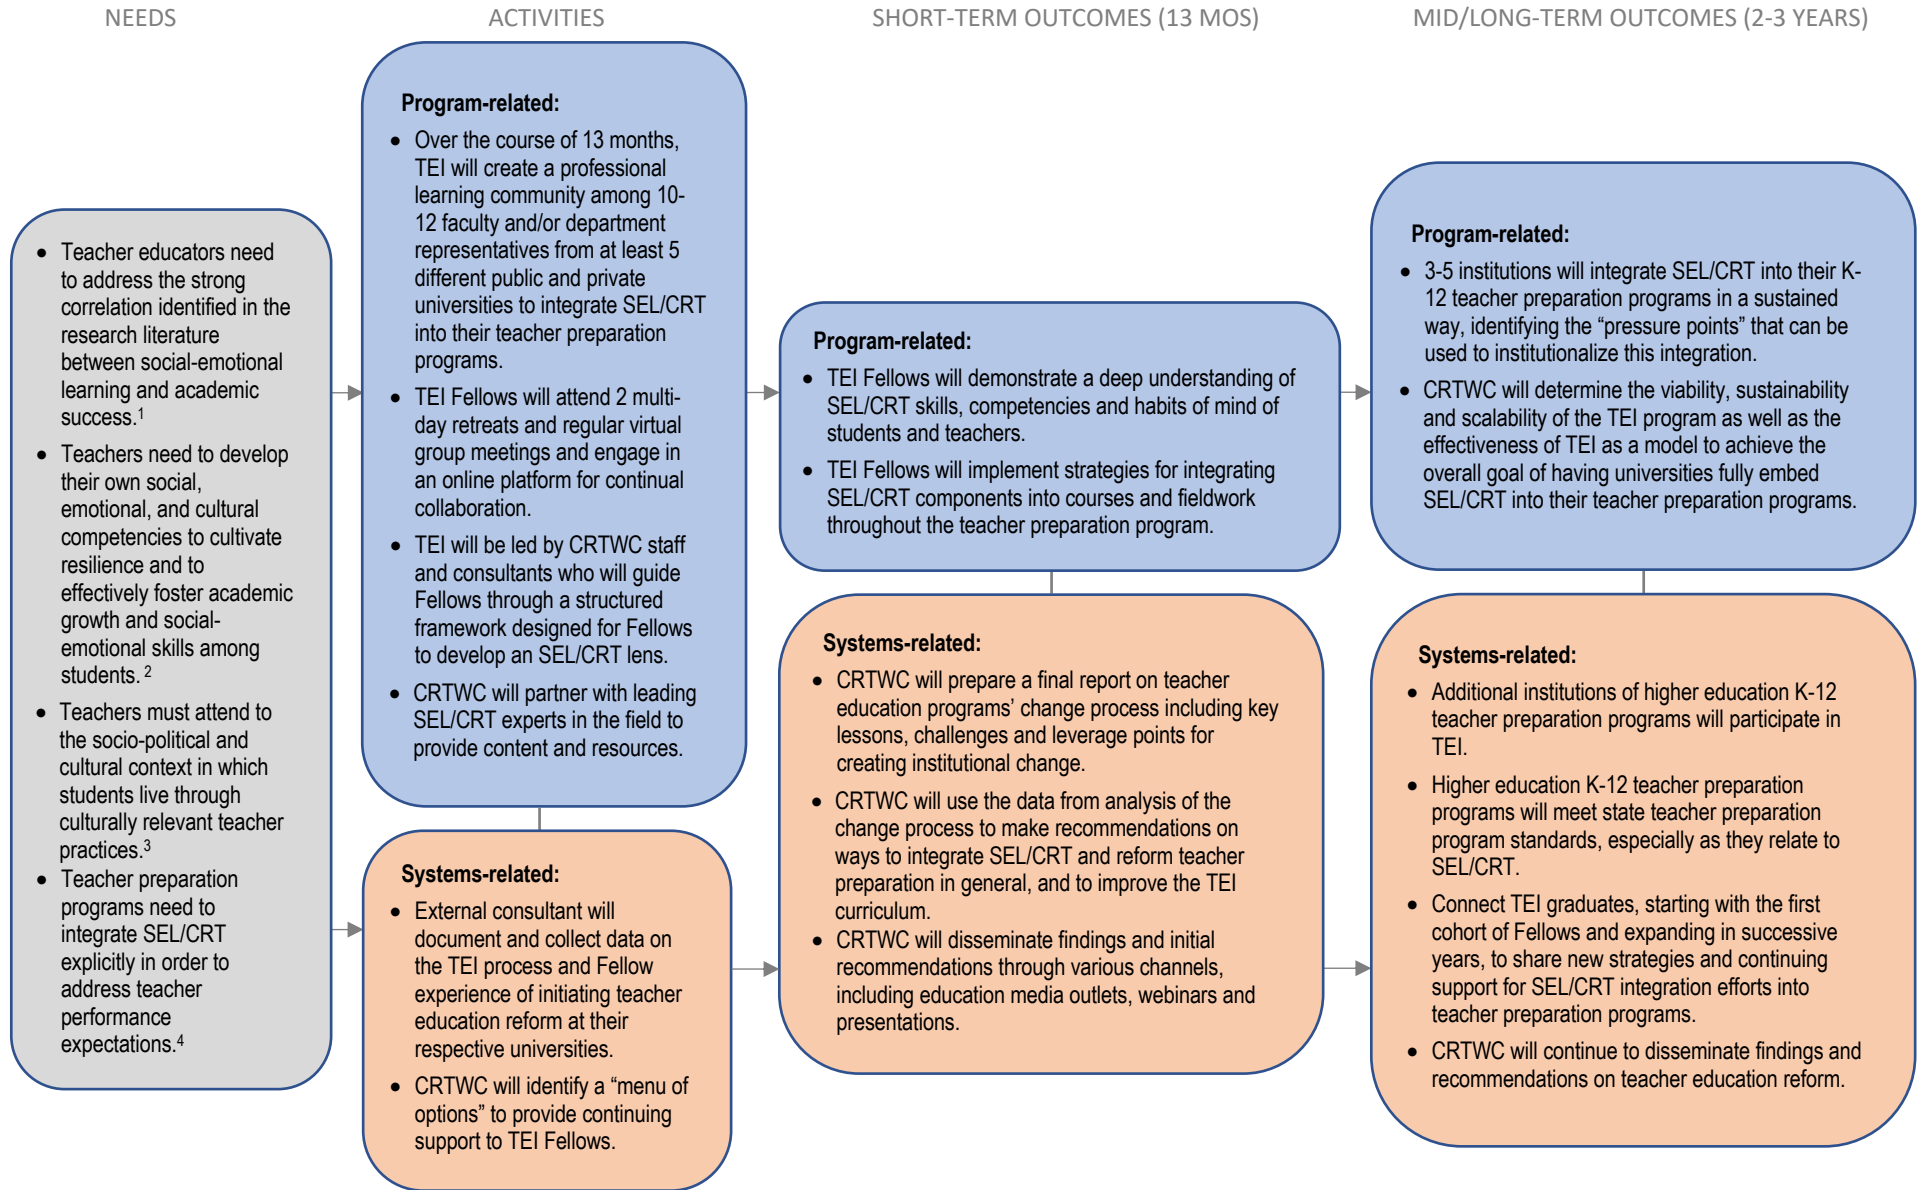 NEEDS
ACTIVITIES
SHORT-TERM OUTCOMES (13 MOS)
MID/LONG-TERM OUTCOMES (2-3 YEARS)
• Teacher educators need
to address the strong
correlation identified in the
research literature
between social-emotional
learning and academic
success.1
• Teachers need to develop
their own social,
emotional, and cultural
competencies to cultivate
resilience and to
effectively foster academic
growth and social-
emotional skills among
students. 2
• Teachers must attend to
the socio-political and
cultural context in which
students live through
culturally relevant teacher
practices.3
• Teacher preparation
programs need to
integrate SEL/CRT
explicitly in order to
address teacher
performance
expectations.4
Program-related:
• Over the course of 13 months,
TEI will create a professional
learning community among 10-
12 faculty and/or department
representatives from at least 5
different public and private
universities to integrate SEL/CRT
into their teacher preparation
programs.
• TEI Fellows will attend 2 multi-
day retreats and regular virtual
group meetings and engage in
an online platform for continual
collaboration.
• TEI will be led by CRTWC staff
and consultants who will guide
Fellows through a structured
framework designed for Fellows
to develop an SEL/CRT lens.
• CRTWC will partner with leading
SEL/CRT experts in the field to
provide content and resources.
Systems-related:
• External consultant will
document and collect data on
the TEI process and Fellow
experience of initiating teacher
education reform at their
respective universities.
• CRTWC will identify a “menu of
options” to provide continuing
support to TEI Fellows.
Program-related:
• TEI Fellows will demonstrate a deep understanding of
SEL/CRT skills, competencies and habits of mind of
students and teachers.
• TEI Fellows will implement strategies for integrating
SEL/CRT components into courses and fieldwork
throughout the teacher preparation program.
Systems-related:
• CRTWC will prepare a final report on teacher
education programs’ change process including key
lessons, challenges and leverage points for
creating institutional change.
• CRTWC will use the data from analysis of the
change process to make recommendations on
ways to integrate SEL/CRT and reform teacher
preparation in general, and to improve the TEI
curriculum.
• CRTWC will disseminate findings and initial
recommendations through various channels,
including education media outlets, webinars and
presentations.
Program-related:
• 3-5 institutions will integrate SEL/CRT into their K-
12 teacher preparation programs in a sustained
way, identifying the “pressure points” that can be
used to institutionalize this integration.
• CRTWC will determine the viability, sustainability
and scalability of the TEI program as well as the
effectiveness of TEI as a model to achieve the
overall goal of having universities fully embed
SEL/CRT into their teacher preparation programs.
Systems-related:
• Additional institutions of higher education K-12
teacher preparation programs will participate in
TEI.
• Higher education K-12 teacher preparation
programs will meet state teacher preparation
program standards, especially as they relate to
SEL/CRT.
• Connect TEI graduates, starting with the first
cohort of Fellows and expanding in successive
years, to share new strategies and continuing
support for SEL/CRT integration efforts into
teacher preparation programs.
• CRTWC will continue to disseminate findings and
recommendations on teacher education reform.